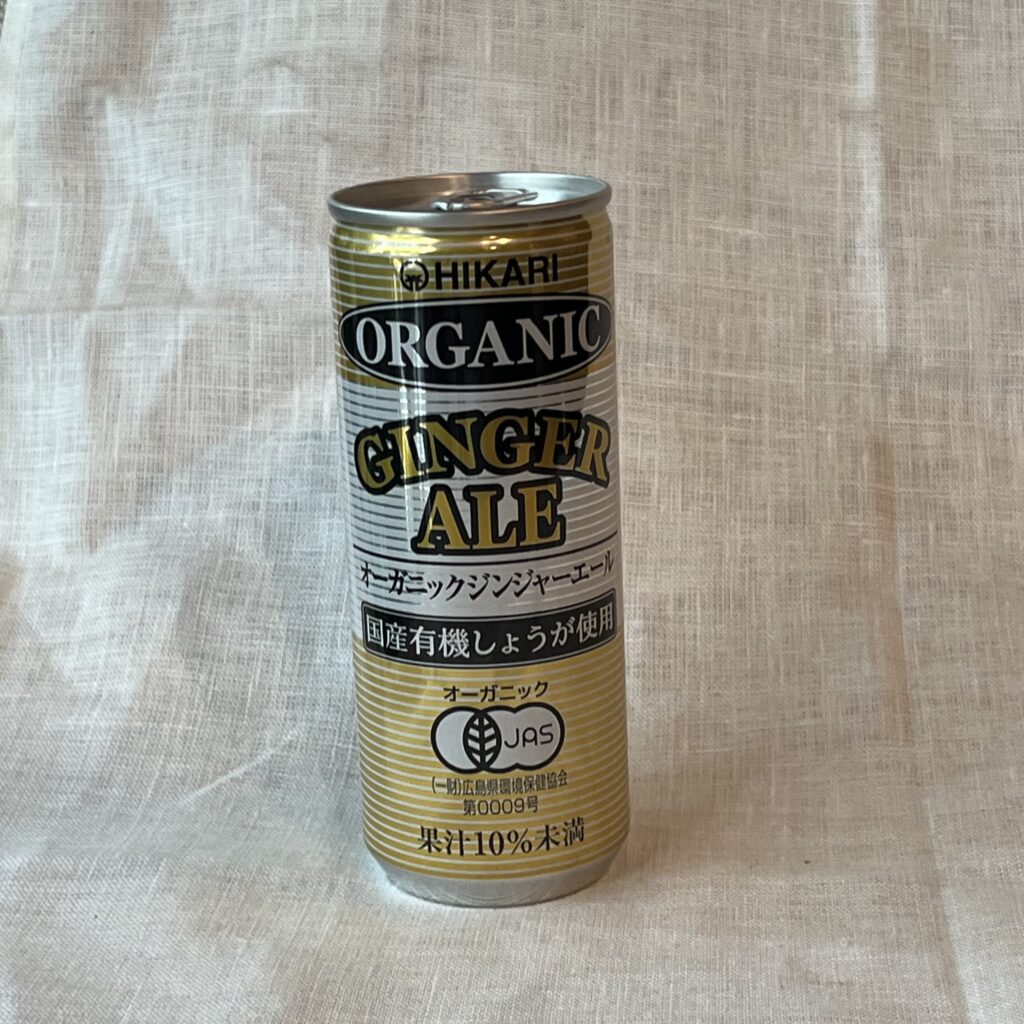 HIKARI
ORGANIC
GINGER
ALE
オーガニックジンジャーエール
国産有機しょうが使用
オーガニック
JAS
(一財)広島県環境保健協会
第0009号
果汁10%未満